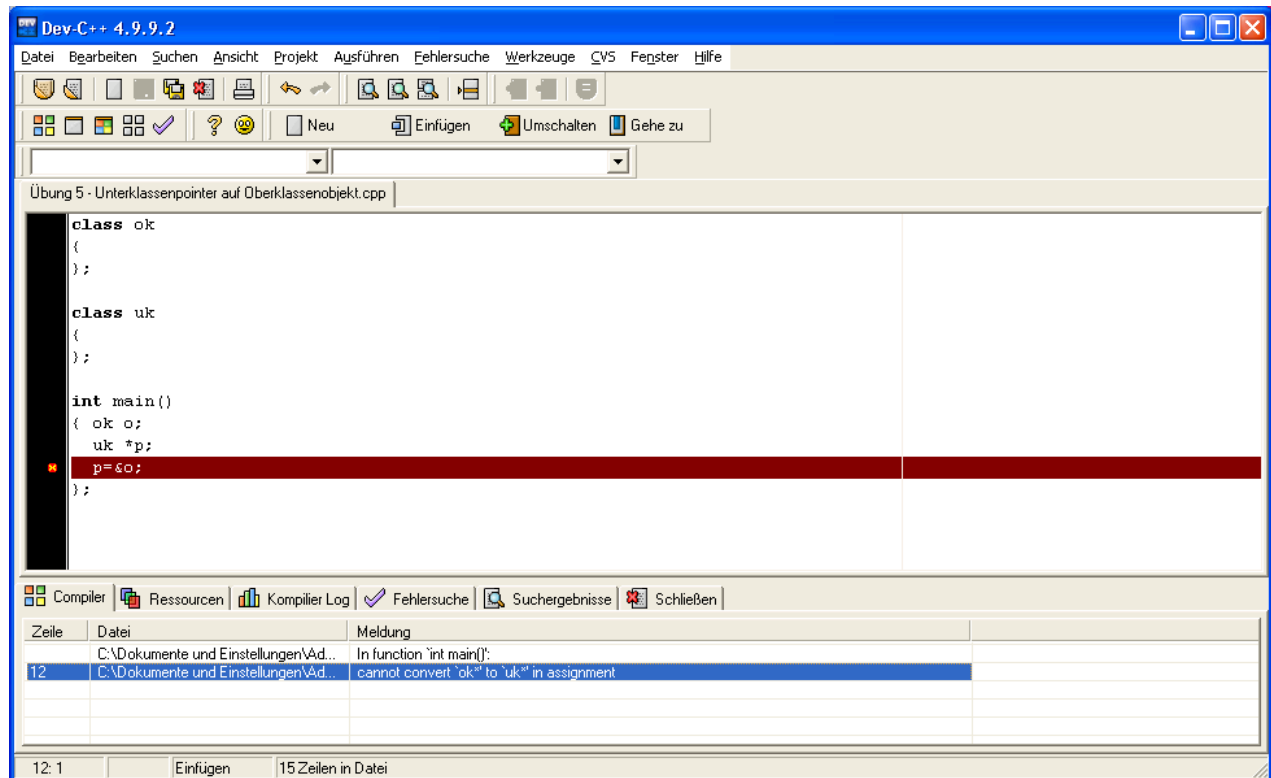 Dev-C++ 4.9.9.2
Datei Bearbeiten Suchen Ansicht Projekt Ausführen Fehlersuche Werkzeuge CVS Fenster Hilfe
Neu Einfügen Umschalten Gehe zu
Übung 5 - Unterklassenpointer auf Oberklassenobjekt.cpp
class ok
{
};
class uk
{
};
int main()
{ ok o;
uk *p;
p=&o;
};
Compiler Ressourcen Kompilier Log Fehlersuche Suchergebnisse Schließen
Zeile Datei Meldung
C:\Dokumente und Einstellungen\Ad... In function `int main()':
12 C:\Dokumente und Einstellungen\Ad... cannot convert `ok*' to `uk*' in assignment
12: 1 Einfügen 15 Zeilen in Datei